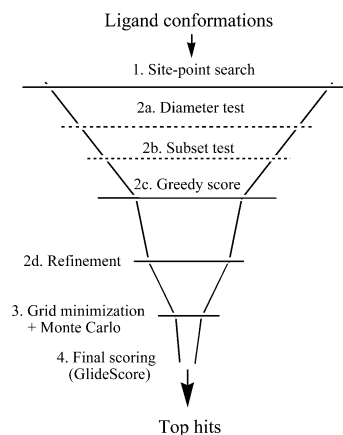 Ligand conformations
1. Site-point search
2a. Diameter test
2b. Subset test
2c. Greedy score
2d. Refinement
3. Grid minimization
+ Monte Carlo
4. Final scoring
(GlideScore)
Top hits